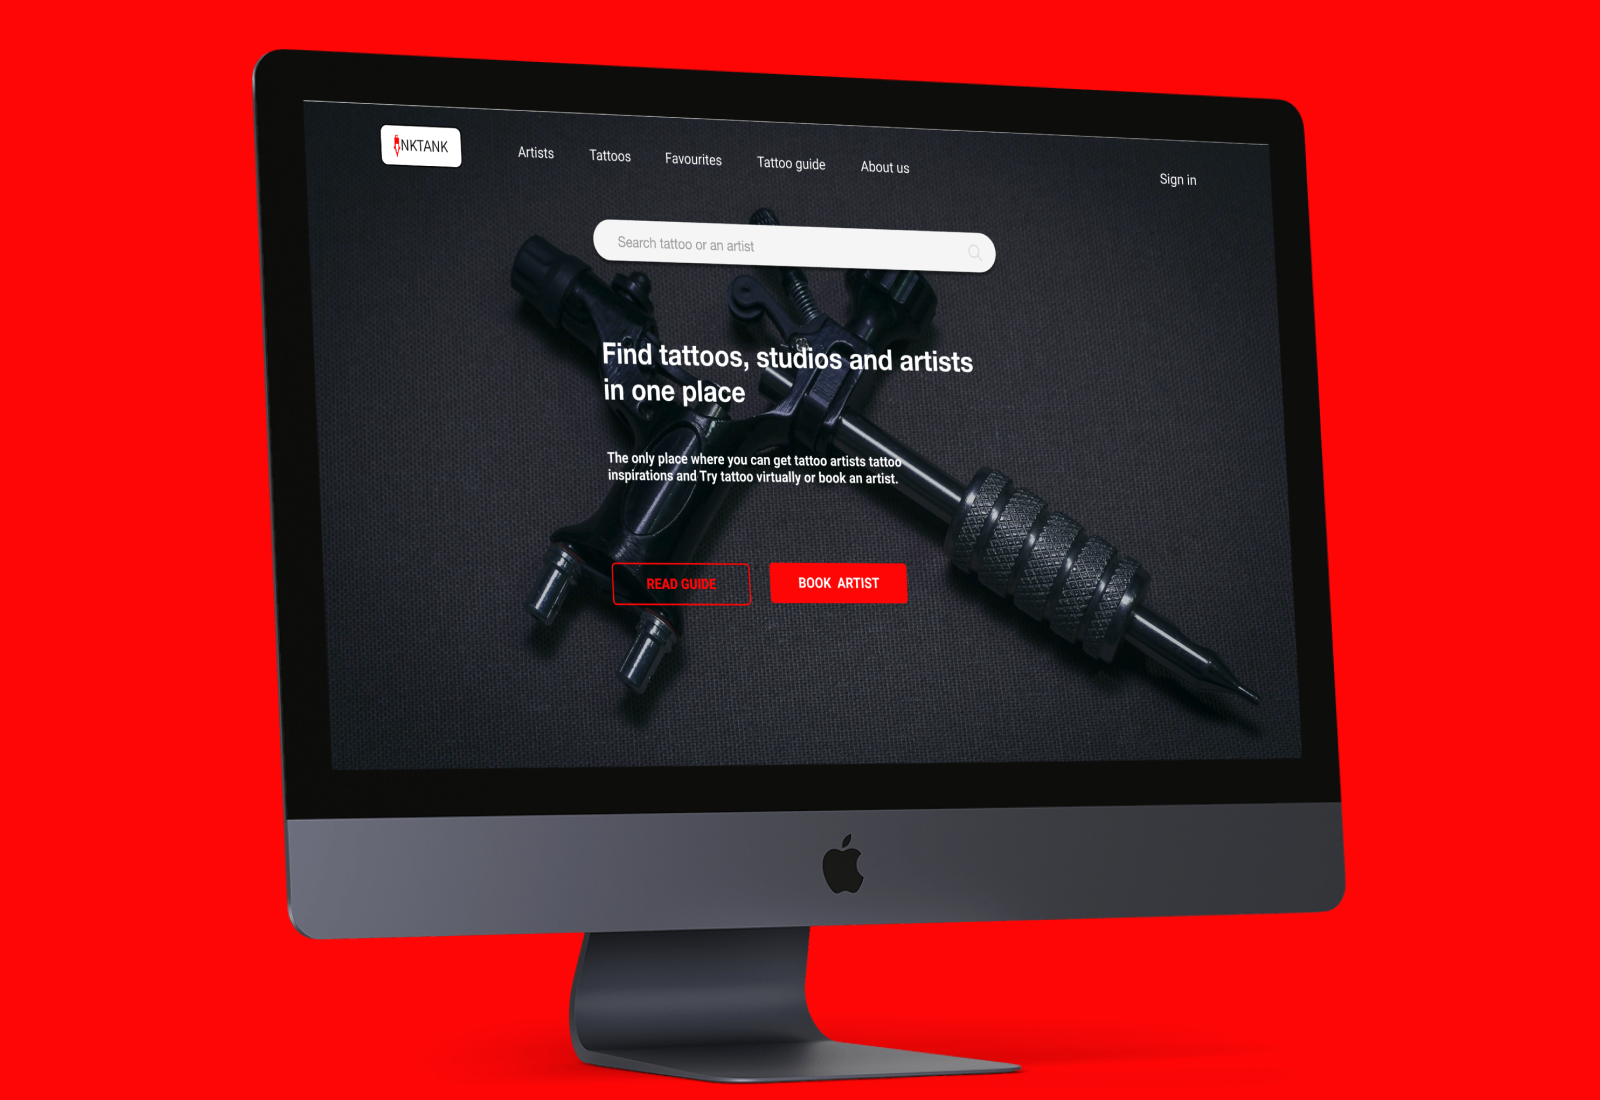 NKTANK
Artists
Tattoos
Favourites
Tattoo guide
About us
Sign in
Search tattoo or an artist
Find tattoos, studios and artists
in one place
The only place where you can get tattoo artists tattoo
inspirations and Try tattoo virtually or book an artist.
READ GUIDE
BOOK ARTIST